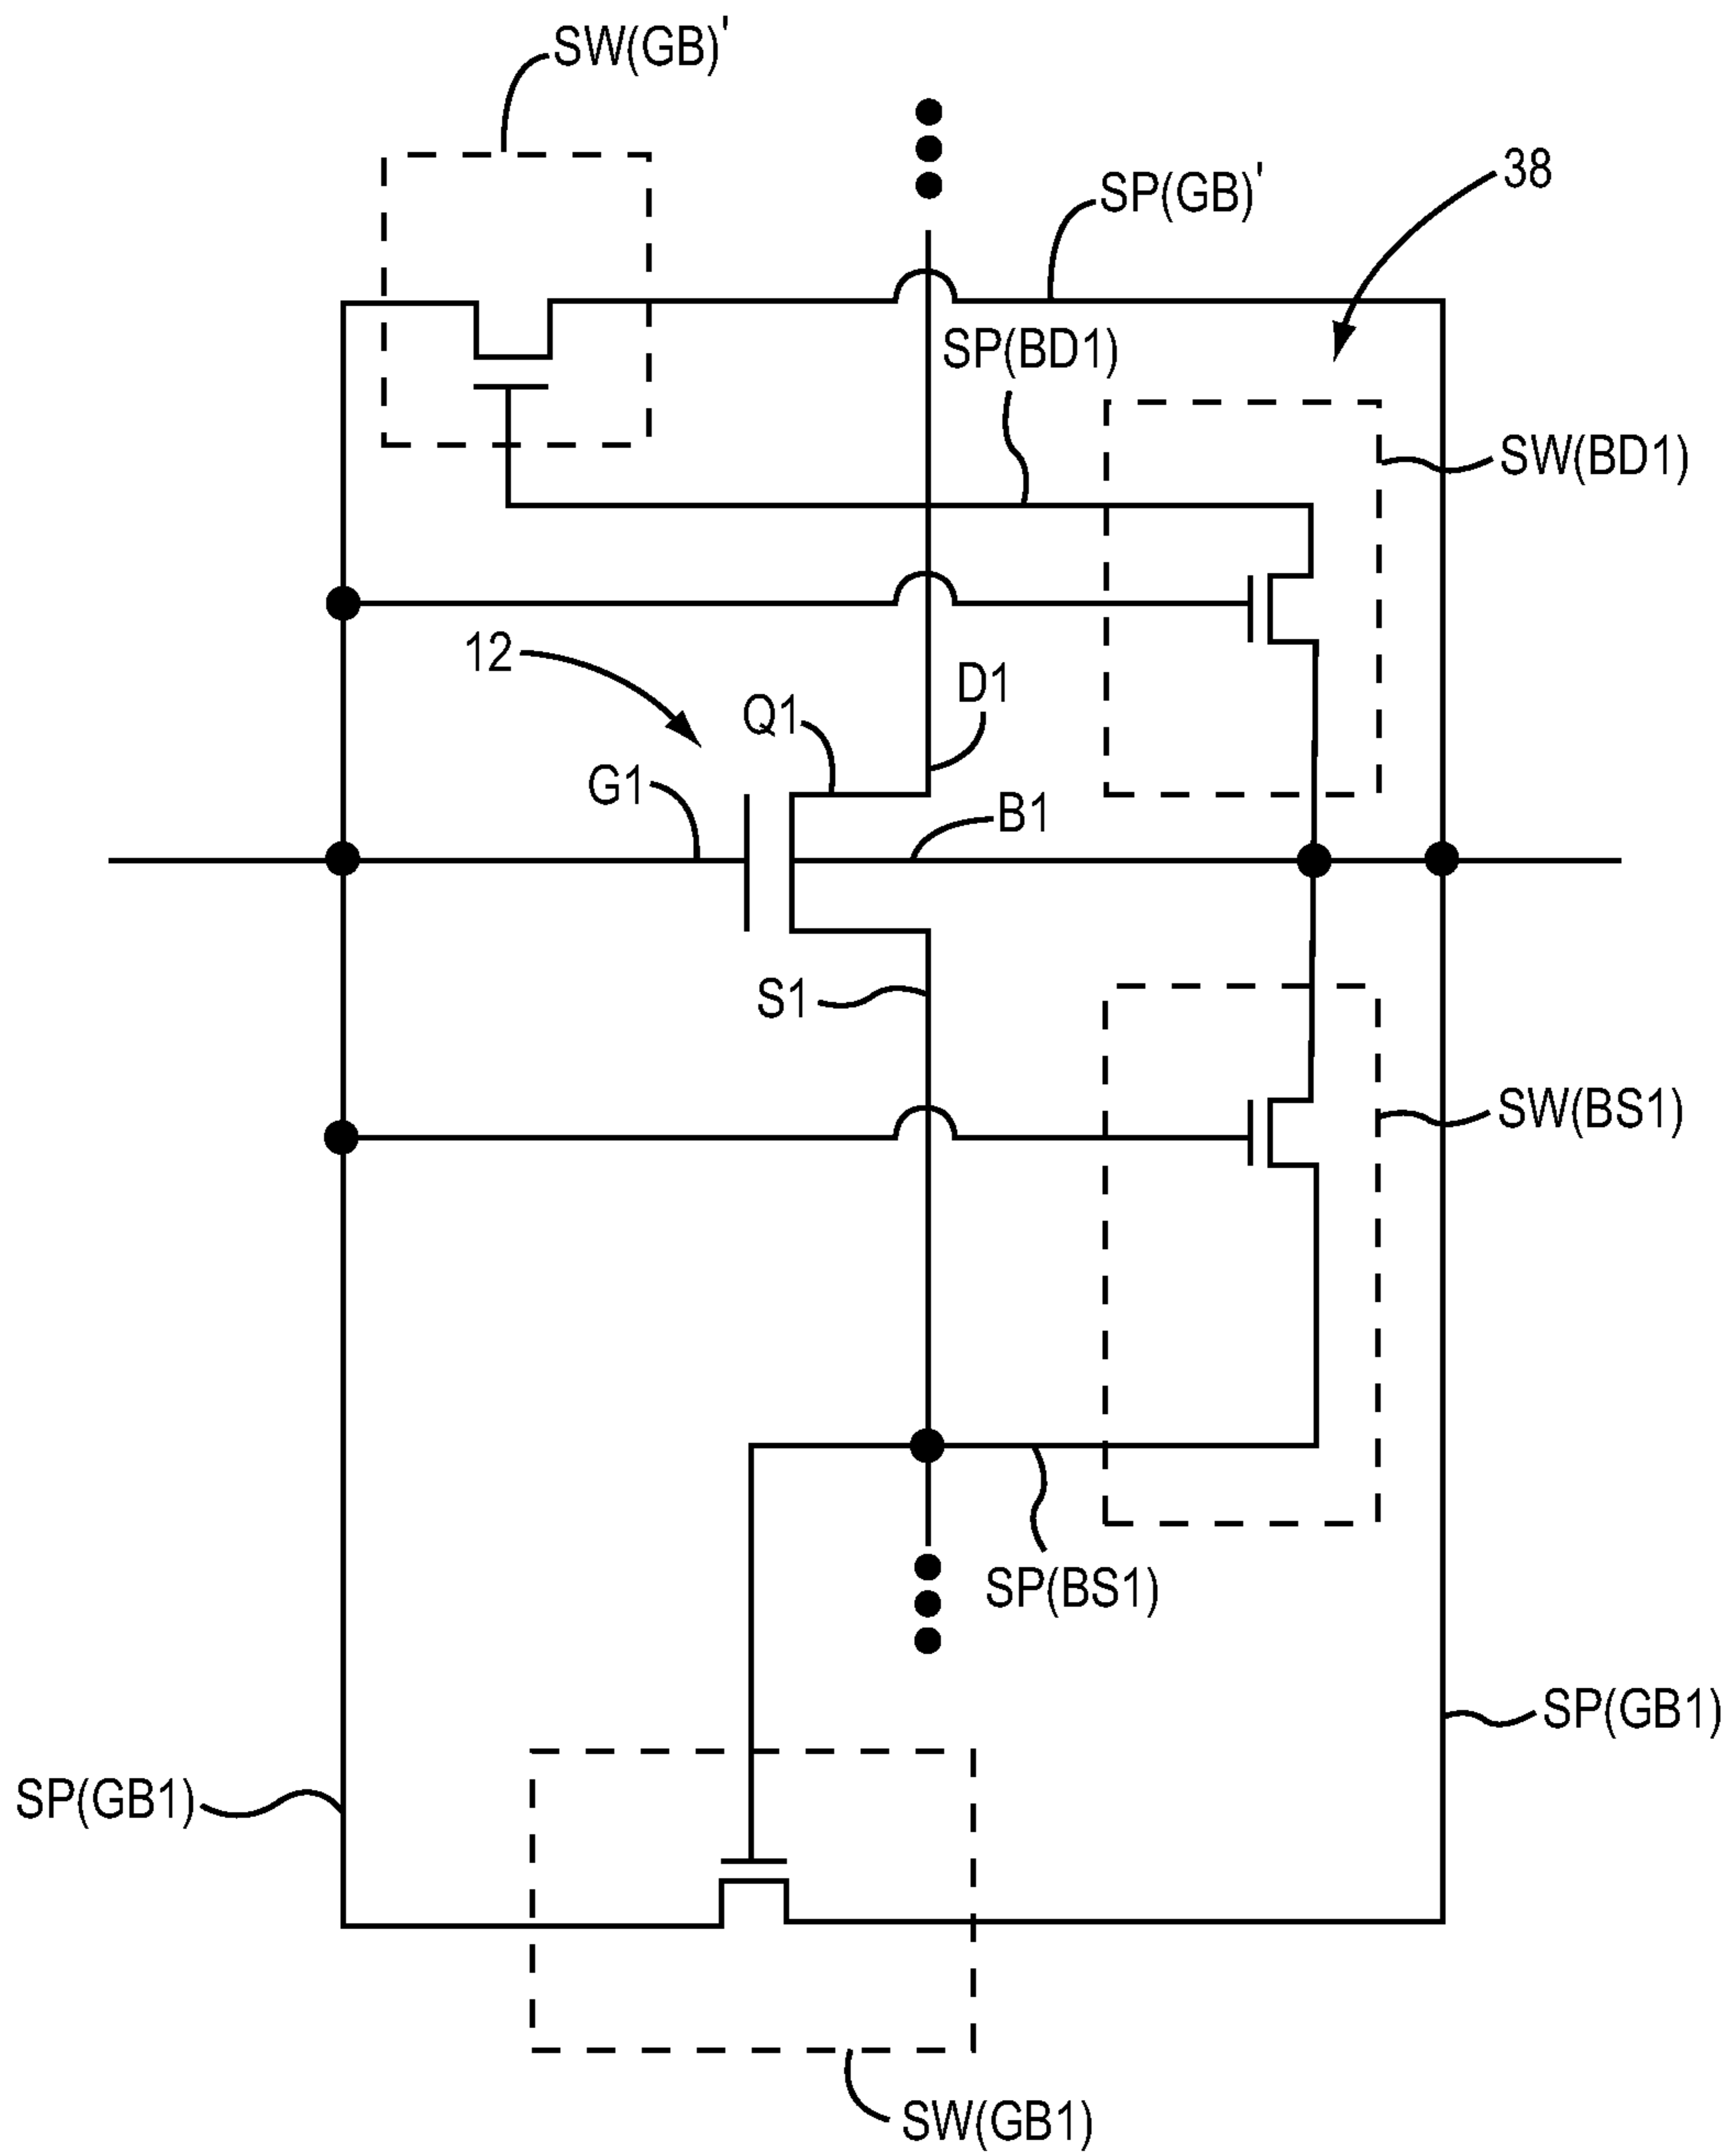 SW(GB)'
SP(GB)'
38
SP(BD1)
SW(BD1)
12
D1
Q1
G1
B1
S1
SW(BS1)
SP(BS1)
SP(GB1)
SP(GB1)
SW(GB1)